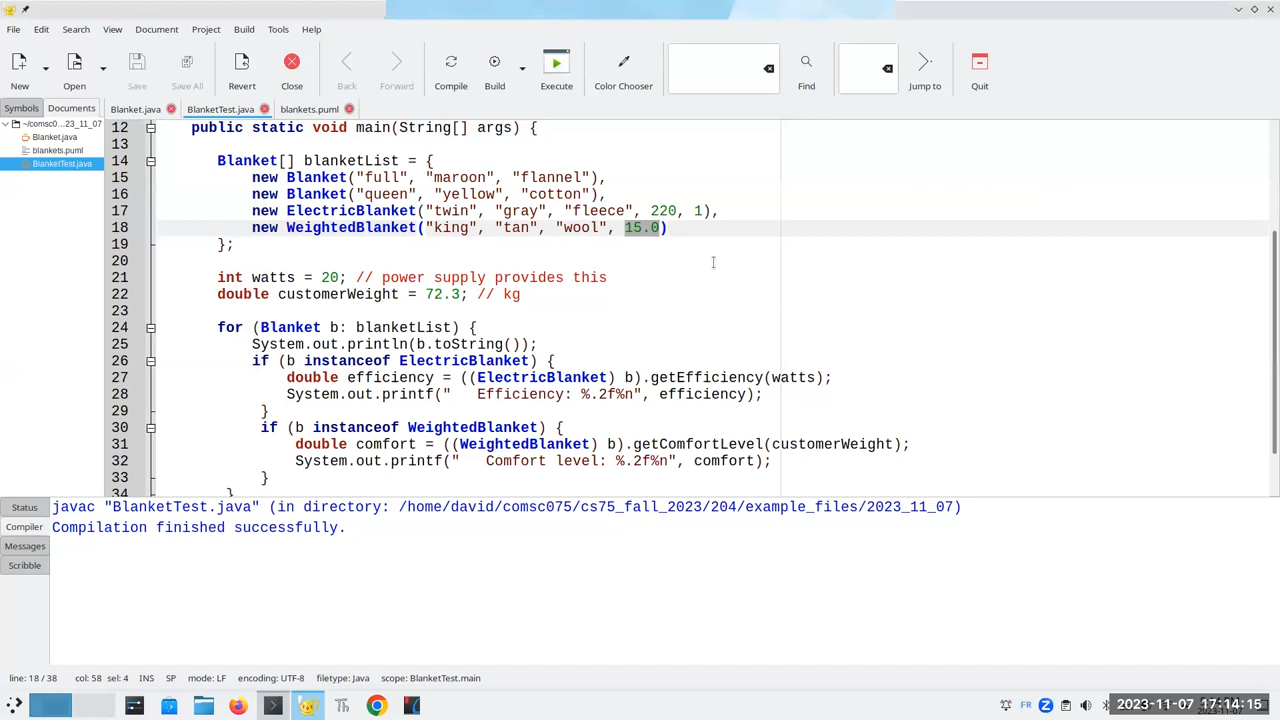 File Edit Search View Document Project Build Tools Help
New Open Save Save All Revert Close Back Forward Compile Build Execute Color Chooser Find Jump to Quit
Symbols Documents Blanket.java BlanketTest.java blankets.puml
~/comsc0...23_11_07
Blanket.java
blankets.puml
BlanketTest.java
12 public static void main(String[] args) {
13
14 Blanket[] blanketList = {
15 new Blanket("full", "maroon", "flannel"),
16 new Blanket("queen", "yellow", "cotton"),
17 new ElectricBlanket("twin", "gray", "fleece", 220, 1),
18 new WeightedBlanket("king", "tan", "wool", 15.0)
19 };
20
21 int watts = 20; // power supply provides this
22 double customerWeight = 72.3; // kg
23
24 for (Blanket b: blanketList) {
25 System.out.println(b.toString());
26 if (b instanceof ElectricBlanket) {
27 double efficiency = ((ElectricBlanket) b).getEfficiency(watts);
28 System.out.printf("   Efficiency: %.2f%n", efficiency);
29 }
30 if (b instanceof WeightedBlanket) {
31 double comfort = ((WeightedBlanket) b).getComfortLevel(customerWeight);
32 System.out.printf("   Comfort level: %.2f%n", comfort);
33 }
34 }
Status
Compiler
Messages
Scribble
javac "BlanketTest.java" (in directory: /home/david/comsc075/cs75_fall_2023/204/example_files/2023_11_07)
Compilation finished successfully.
line: 18 / 38 col: 58 sel: 4 INS SP mode: LF encoding: UTF-8 filetype: Java scope: BlanketTest.main
FR 2023-11-07 17:14:15